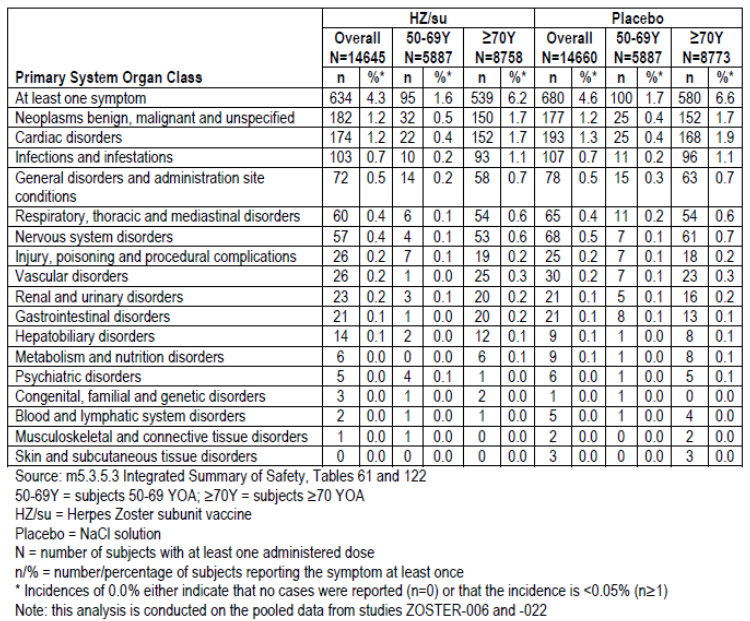 HZ/su Placebo
Overall 50-69Y ≥70Y Overall 50-69Y ≥70Y
N=14645 N=5887 N=8758 N=14660 N=5887 N=8773
Primary System Organ Class n %* n %* n %* n %* n %* n %*
At least one symptom 634 4.3 95 1.6 539 6.2 680 4.6 100 1.7 580 6.6
Neoplasms benign, malignant and unspecified 182 1.2 32 0.5 150 1.7 177 1.2 25 0.4 152 1.7
Cardiac disorders 174 1.2 22 0.4 152 1.7 193 1.3 25 0.4 168 1.9
Infections and infestations 103 0.7 10 0.2 93 1.1 107 0.7 11 0.2 96 1.1
General disorders and administration site 72 0.5 14 0.2 58 0.7 78 0.5 15 0.3 63 0.7
conditions
Respiratory, thoracic and mediastinal disorders 60 0.4 6 0.1 54 0.6 65 0.4 11 0.2 54 0.6
Nervous system disorders 57 0.4 4 0.1 53 0.6 68 0.5 7 0.1 61 0.7
Injury, poisoning and procedural complications 26 0.2 7 0.1 19 0.2 25 0.2 7 0.1 18 0.2
Vascular disorders 26 0.2 1 0.0 25 0.3 30 0.2 7 0.1 23 0.3
Renal and urinary disorders 23 0.2 3 0.1 20 0.2 21 0.1 5 0.1 16 0.2
Gastrointestinal disorders 21 0.1 1 0.0 20 0.2 21 0.1 8 0.1 13 0.1
Hepatobiliary disorders 14 0.1 2 0.0 12 0.1 9 0.1 1 0.0 8 0.1
Metabolism and nutrition disorders 6 0.0 0 0.0 6 0.1 9 0.1 1 0.0 8 0.1
Psychiatric disorders 5 0.0 4 0.1 1 0.0 6 0.0 1 0.0 5 0.1
Congenital, familial and genetic disorders 3 0.0 1 0.0 2 0.0 1 0.0 1 0.0 0 0.0
Blood and lymphatic system disorders 2 0.0 1 0.0 1 0.0 5 0.0 1 0.0 4 0.0
Musculoskeletal and connective tissue disorders 1 0.0 1 0.0 0 0.0 2 0.0 0 0.0 2 0.0
Skin and subcutaneous tissue disorders 0 0.0 0 0.0 0 0.0 3 0.0 0 0.0 3 0.0
Source: m5.3.5.3 Integrated Summary of Safety, Tables 61 and 122
50-69Y = subjects 50-69 YOA; ≥70Y = subjects ≥70 YOA
HZ/su = Herpes Zoster subunit vaccine
Placebo = NaCl solution
N = number of subjects with at least one administered dose
n/% = number/percentage of subjects reporting the symptom at least once
* Incidences of 0.0% either indicate that no cases were reported (n=0) or that the incidence is <0.05% (n≥1)
Note: this analysis is conducted on the pooled data from studies ZOSTER-006 and -022